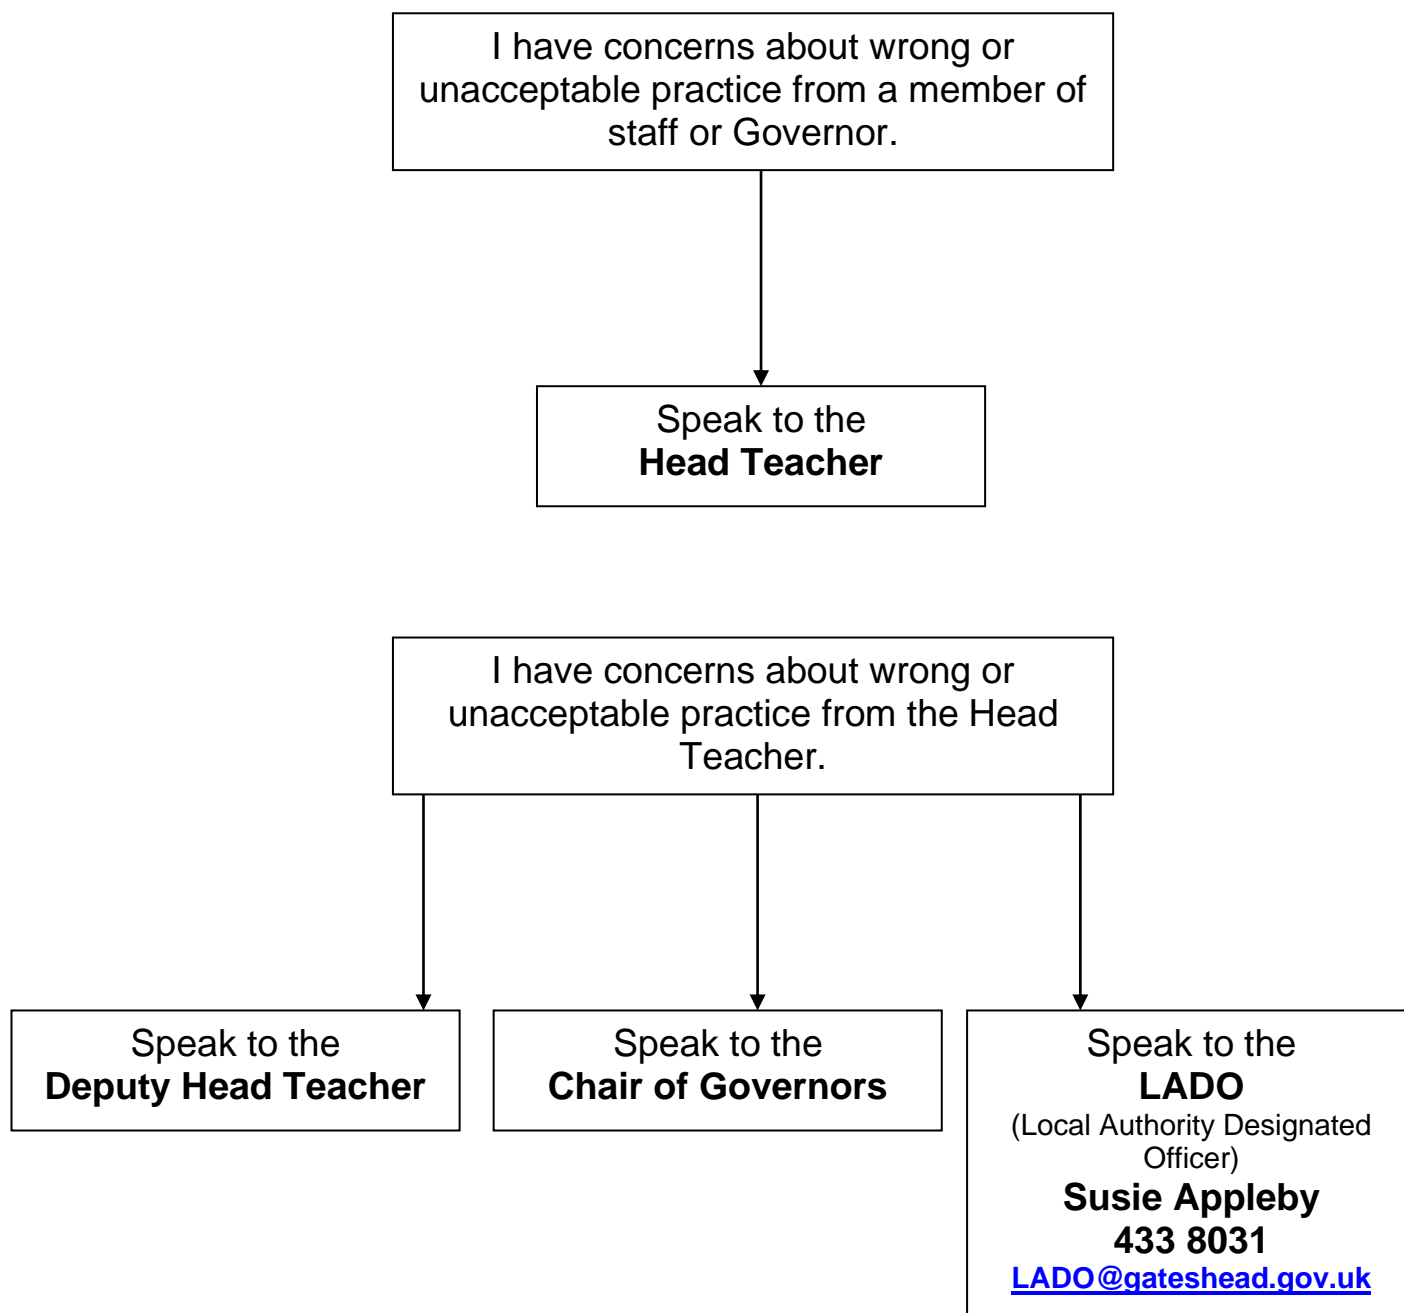 I have concerns about wrong or
unacceptable practice from a member of
staff or Governor.
Speak to the
Head Teacher
I have concerns about wrong or
unacceptable practice from the Head
Teacher.
Speak to the
Deputy Head Teacher
Speak to the
Chair of Governors
Speak to the
LADO
(Local Authority Designated
Officer)
Susie Appleby
433 8031
LADO@gateshead.gov.uk